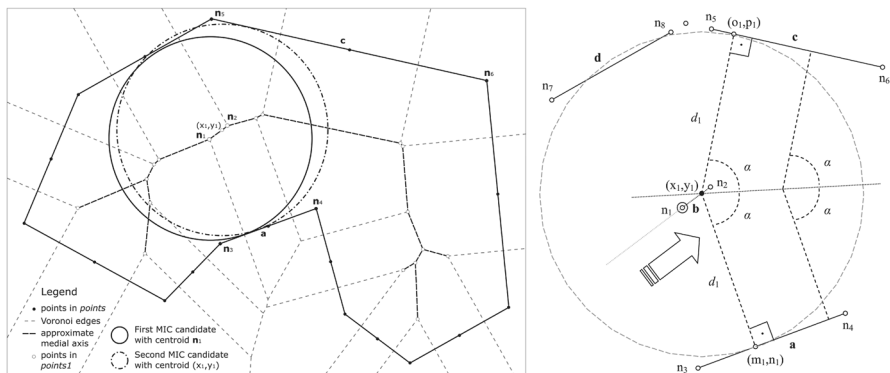 n₅
c
n₆
(x₁,y₁)
n₂
n₁
n₄
a
n₃
Legend
points in points
Voronoi edges
approximate
medial axis
points in
points1
First MIC candidate
with centroid n₁
Second MIC candidate
with centroid (x₁,y₁)
n₈
n₅
(o₁,p₁)
c
d
n₆
n₇
d₁
α
α
(x₁,y₁)
n₂
n₁
b
α
α
d₁
n₄
a
(m₁,n₁)
n₃